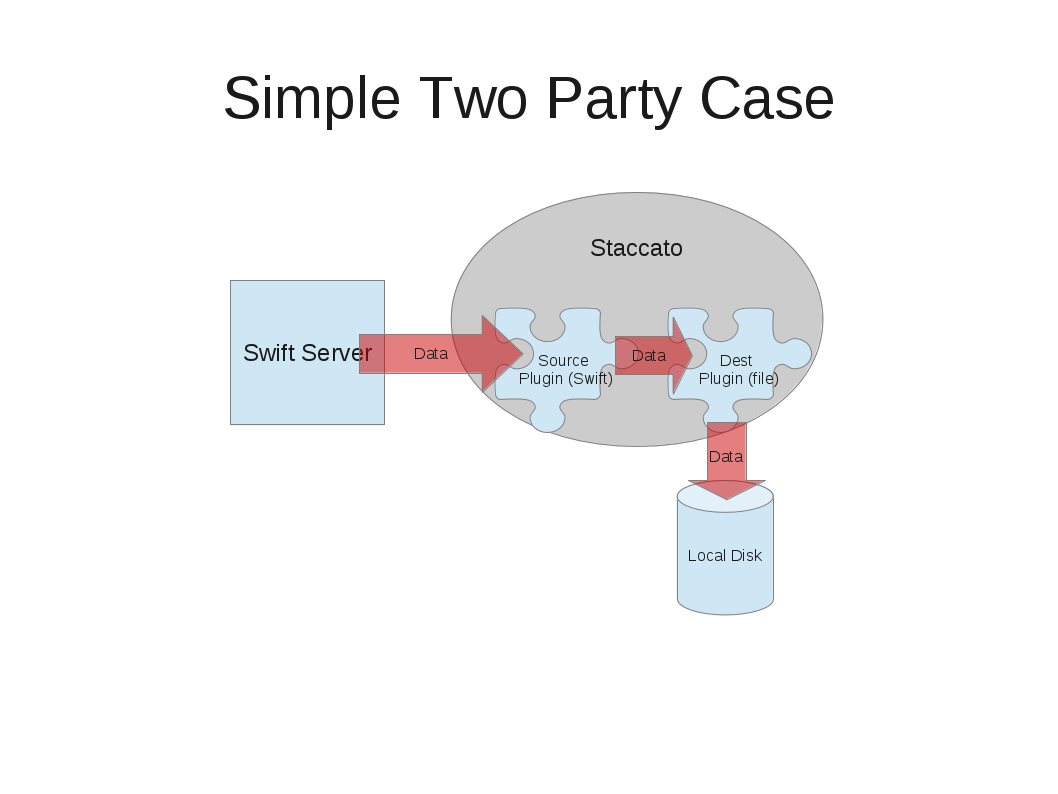 Simple Two Party Case
Staccato
Swift Server
Data
Source
Plugin (Swift)
Data
Dest
Plugin (file)
Data
Local Disk